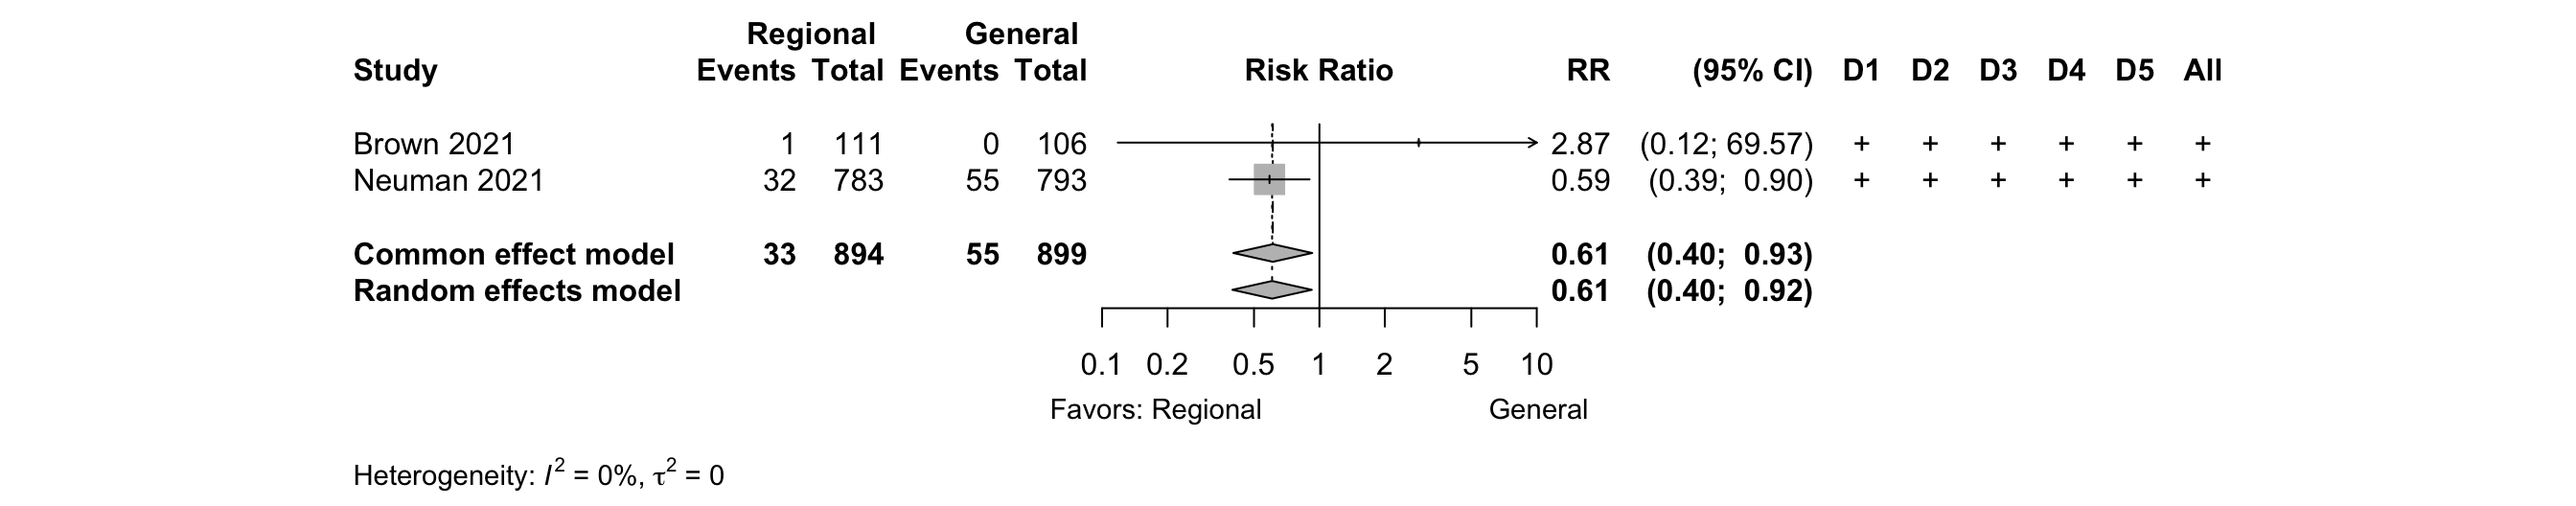 Regional General
Study Events Total Events Total Risk Ratio RR (95% CI) D1 D2 D3 D4 D5 All
Brown 2021 1 111 0 106 2.87 (0.12; 69.57) + + + + + +
Neuman 2021 32 783 55 793 0.59 (0.39; 0.90) + + + + + +
Common effect model 33 894 55 899 0.61 (0.40; 0.93)
Random effects model 0.61 (0.40; 0.92)
0.1 0.2 0.5 1 2 5 10
Favors: Regional General
Heterogeneity: I² = 0%, τ² = 0